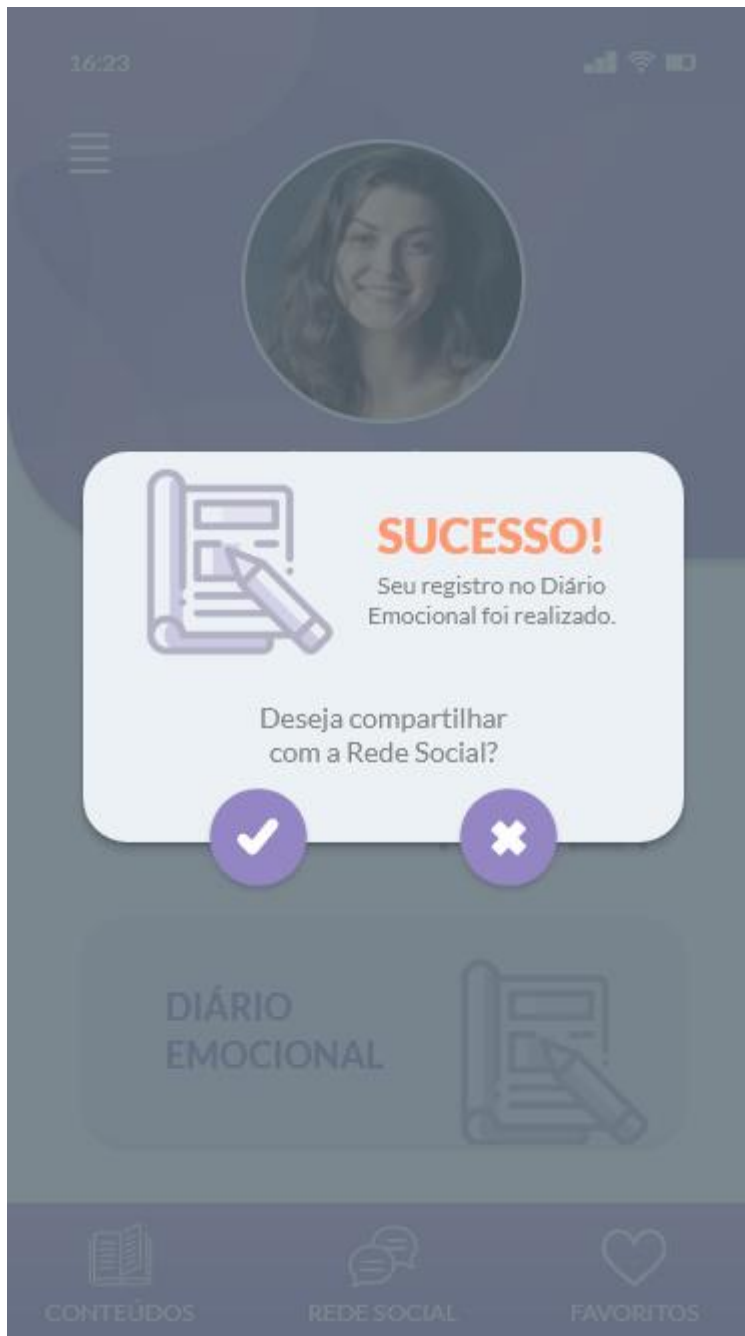 16:23
SUCESSO!
Seu registro no Diário
Emocional foi realizado.
Deseja compartilhar
com a Rede Social?
DIÁRIO
EMOCIONAL
CONTEÚDOS
REDE SOCIAL
FAVORITOS